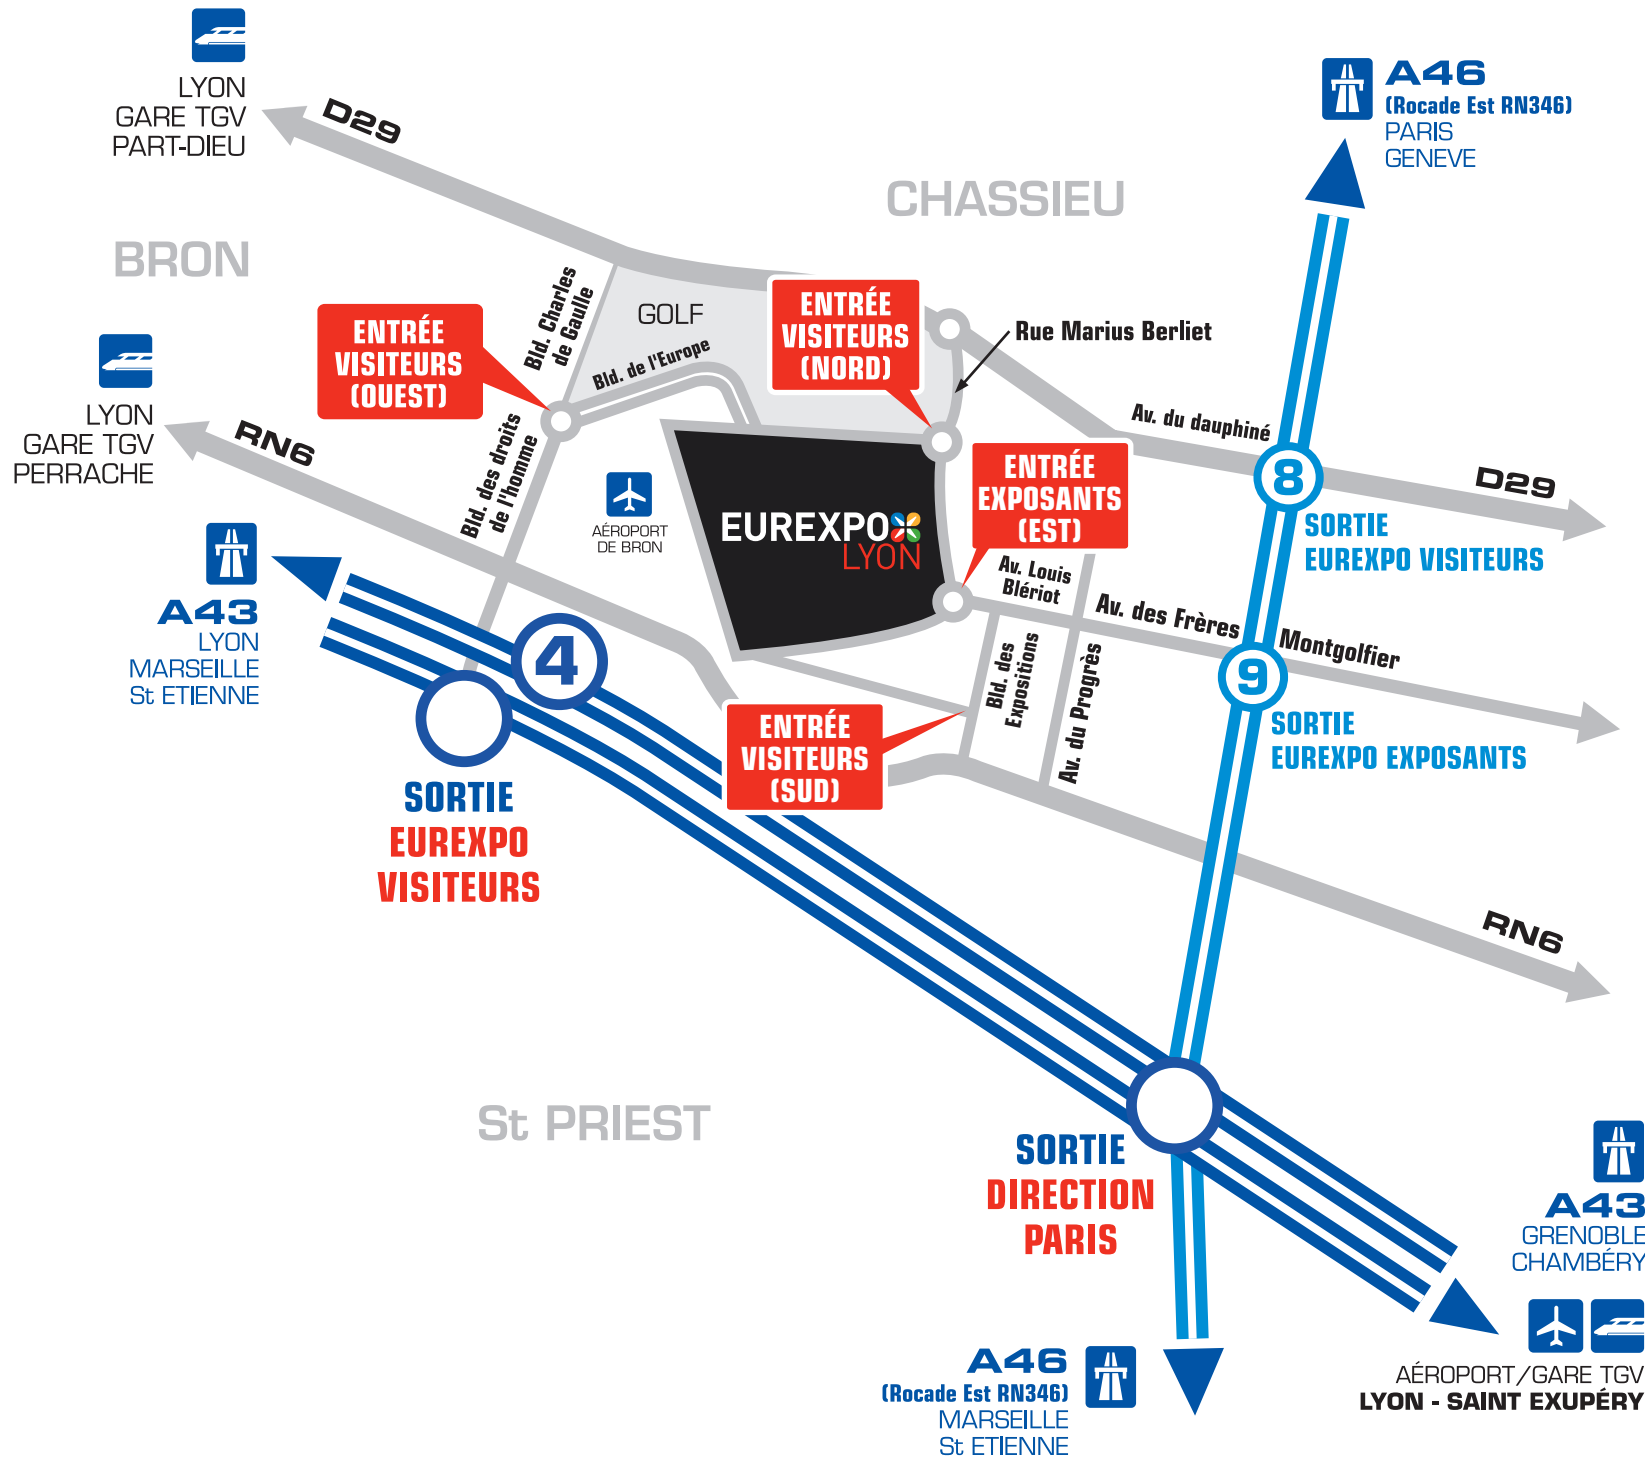 LYON
GARE TGV
PART-DIEU
D29
A46
(Rocade Est RN346)
PARIS
GENEVE
CHASSIEU
BRON
Bld. Charles
de Gaulle
GOLF
ENTRÉE
VISITEURS
(NORD)
Rue Marius Berliet
ENTRÉE
VISITEURS
(OUEST)
Bld. de l'Europe
LYON
GARE TGV
PERRACHE
RN6
Bld. des droits
de l'homme
Av. du dauphiné
8
D29
SORTIE
EUREXPO VISITEURS
ENTRÉE
EXPOSANTS
(EST)
AÉROPORT
DE BRON
EUREXPO
LYON
Av. Louis
Blériot
Av. des Frères
Montgolfier
A43
LYON
MARSEILLE
St ETIENNE
4
9
SORTIE
EUREXPO EXPOSANTS
Bld. des
Expositions
Av. du Progrès
ENTRÉE
VISITEURS
(SUD)
SORTIE
EUREXPO
VISITEURS
RN6
St PRIEST
SORTIE
DIRECTION
PARIS
A43
GRENOBLE
CHAMBÉRY
AÉROPORT/GARE TGV
LYON - SAINT EXUPÉRY
A46
(Rocade Est RN346)
MARSEILLE
St ETIENNE